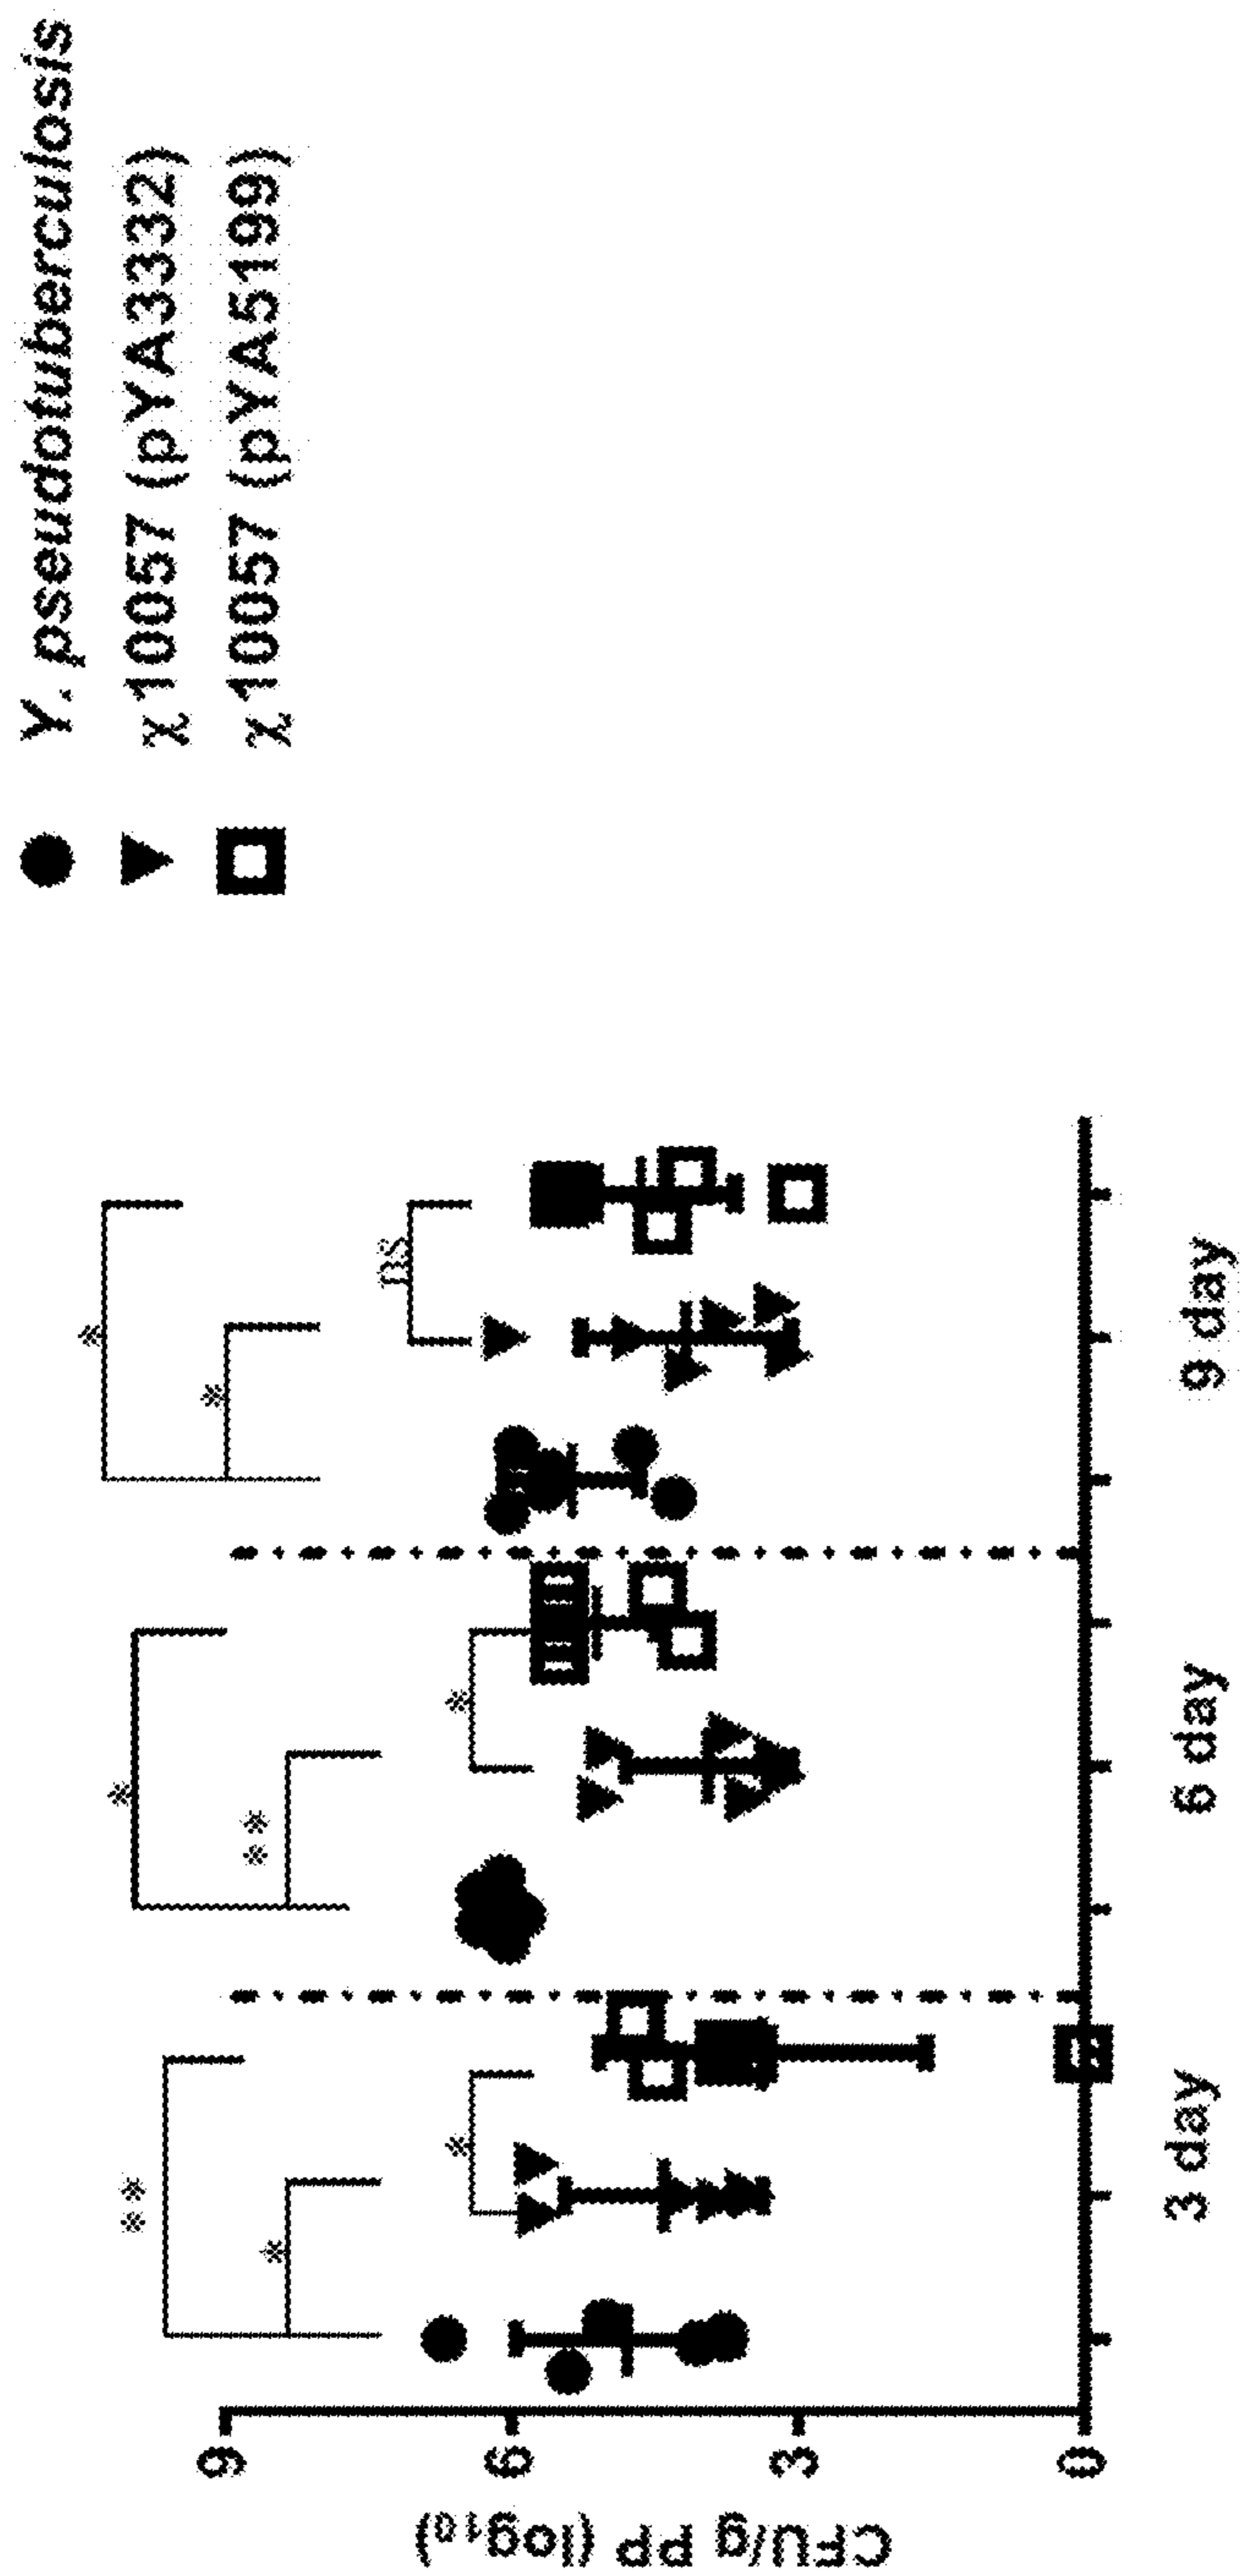 Y. pseudotuberculosis
χ10057 (pYA3332)
χ10057 (pYA5199)
CFU/g PP (log10)
9
6
3
0
**
*
*
*
**
*
*
*
ns
3 day
6 day
9 day